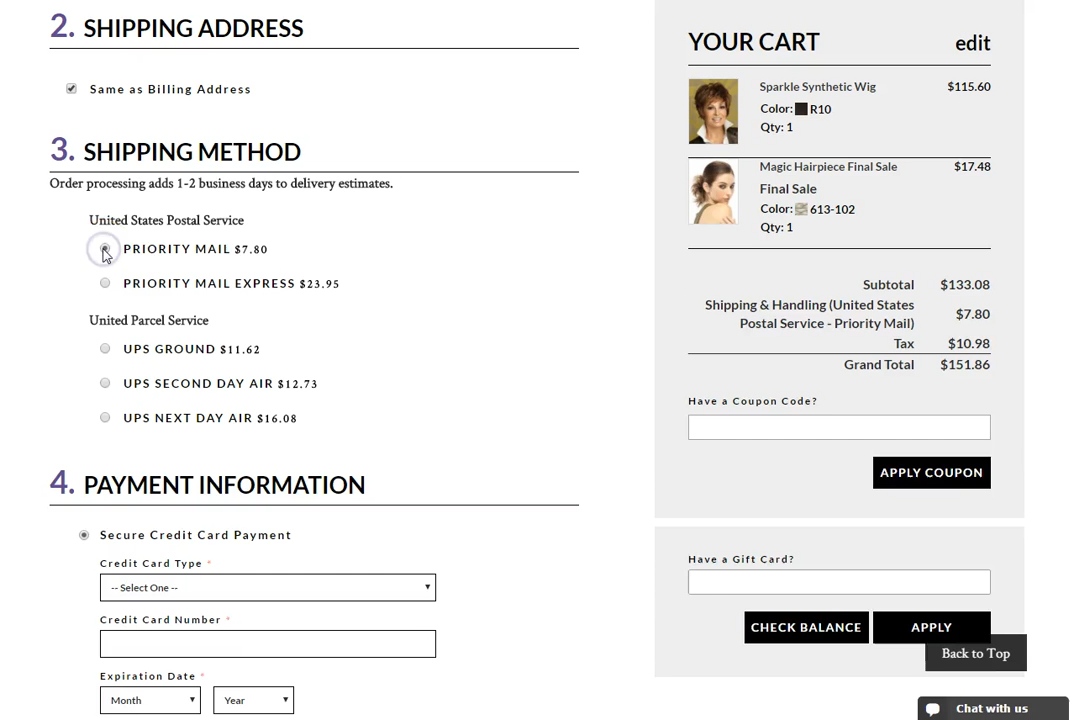 2. SHIPPING ADDRESS
Same as Billing Address
3. SHIPPING METHOD
Order processing adds 1-2 business days to delivery estimates.
United States Postal Service
PRIORITY MAIL $7.80
PRIORITY MAIL EXPRESS $23.95
United Parcel Service
UPS GROUND $11.62
UPS SECOND DAY AIR $12.73
UPS NEXT DAY AIR $16.08
4. PAYMENT INFORMATION
Secure Credit Card Payment
Credit Card Type *
-- Select One --
Credit Card Number *
Expiration Date *
Month Year
YOUR CART edit
Sparkle Synthetic Wig $115.60
Color: R10
Qty: 1
Magic Hairpiece Final Sale $17.48
Final Sale
Color: 613-102
Qty: 1
Subtotal $133.08
Shipping & Handling (United States
Postal Service - Priority Mail) $7.80
Tax $10.98
Grand Total $151.86
Have a Coupon Code?
APPLY COUPON
Have a Gift Card?
CHECK BALANCE APPLY
Back to Top
Chat with us